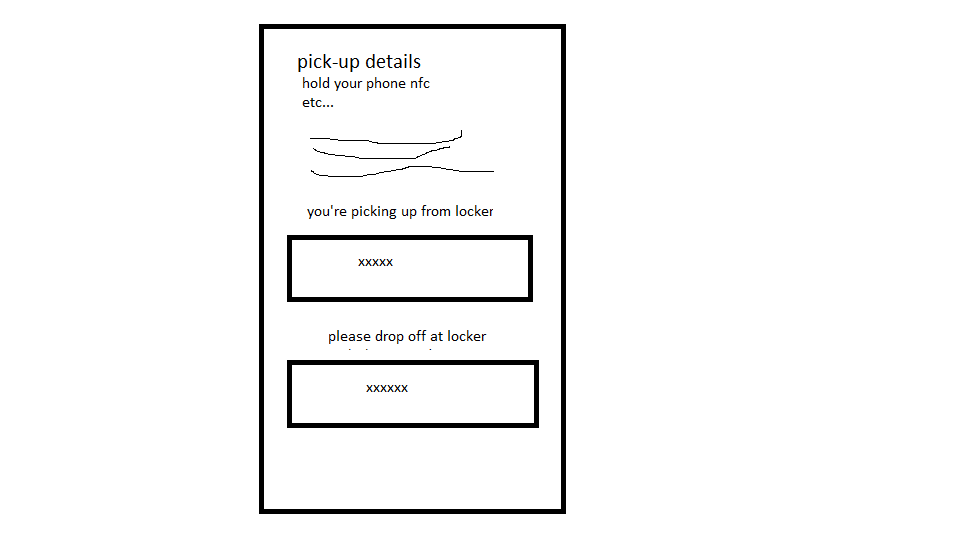 pick-up details
hold your phone nfc
etc...
you're picking up from locker
xxxxx
please drop off at locker
xxxxxx